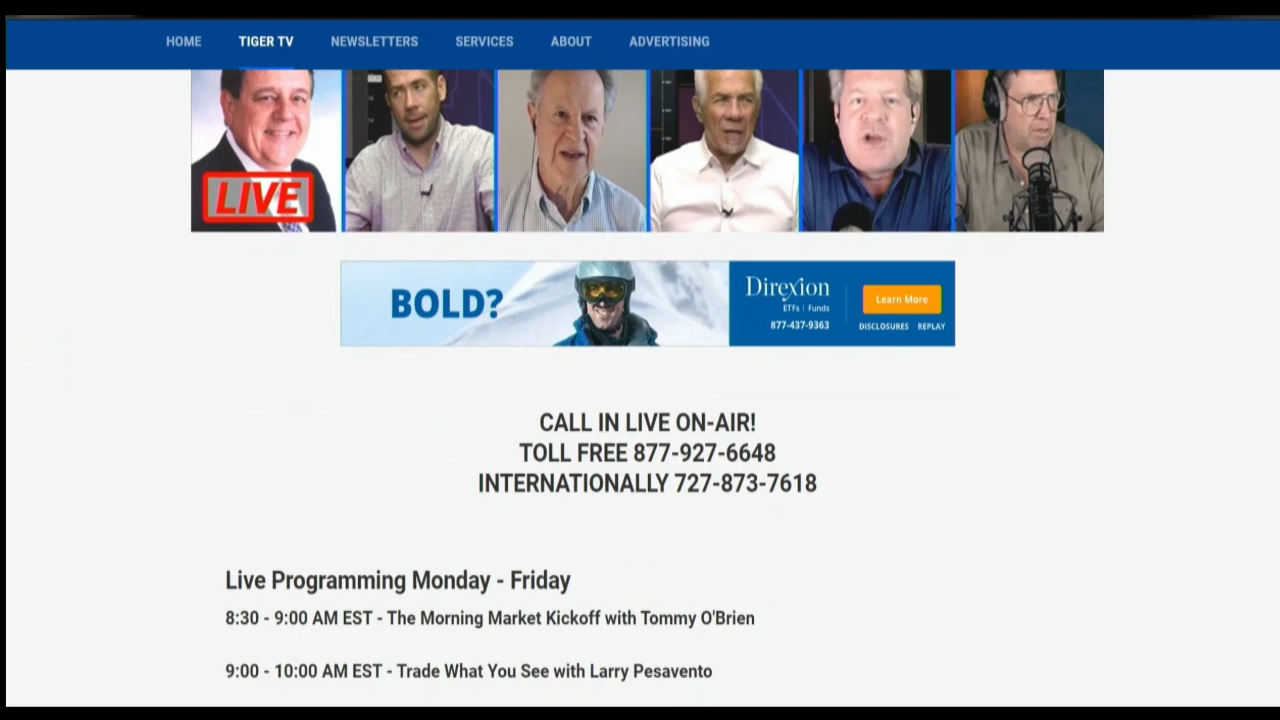 HOME TIGER TV NEWSLETTERS SERVICES ABOUT ADVERTISING
LIVE
BOLD?
Direxion
ETFs | Funds
877-437-9363
Learn More
DISCLOSURES REPLAY
CALL IN LIVE ON-AIR!
TOLL FREE 877-927-6648
INTERNATIONALLY 727-873-7618
Live Programming Monday - Friday
8:30 - 9:00 AM EST - The Morning Market Kickoff with Tommy O'Brien
9:00 - 10:00 AM EST - Trade What You See with Larry Pesavento